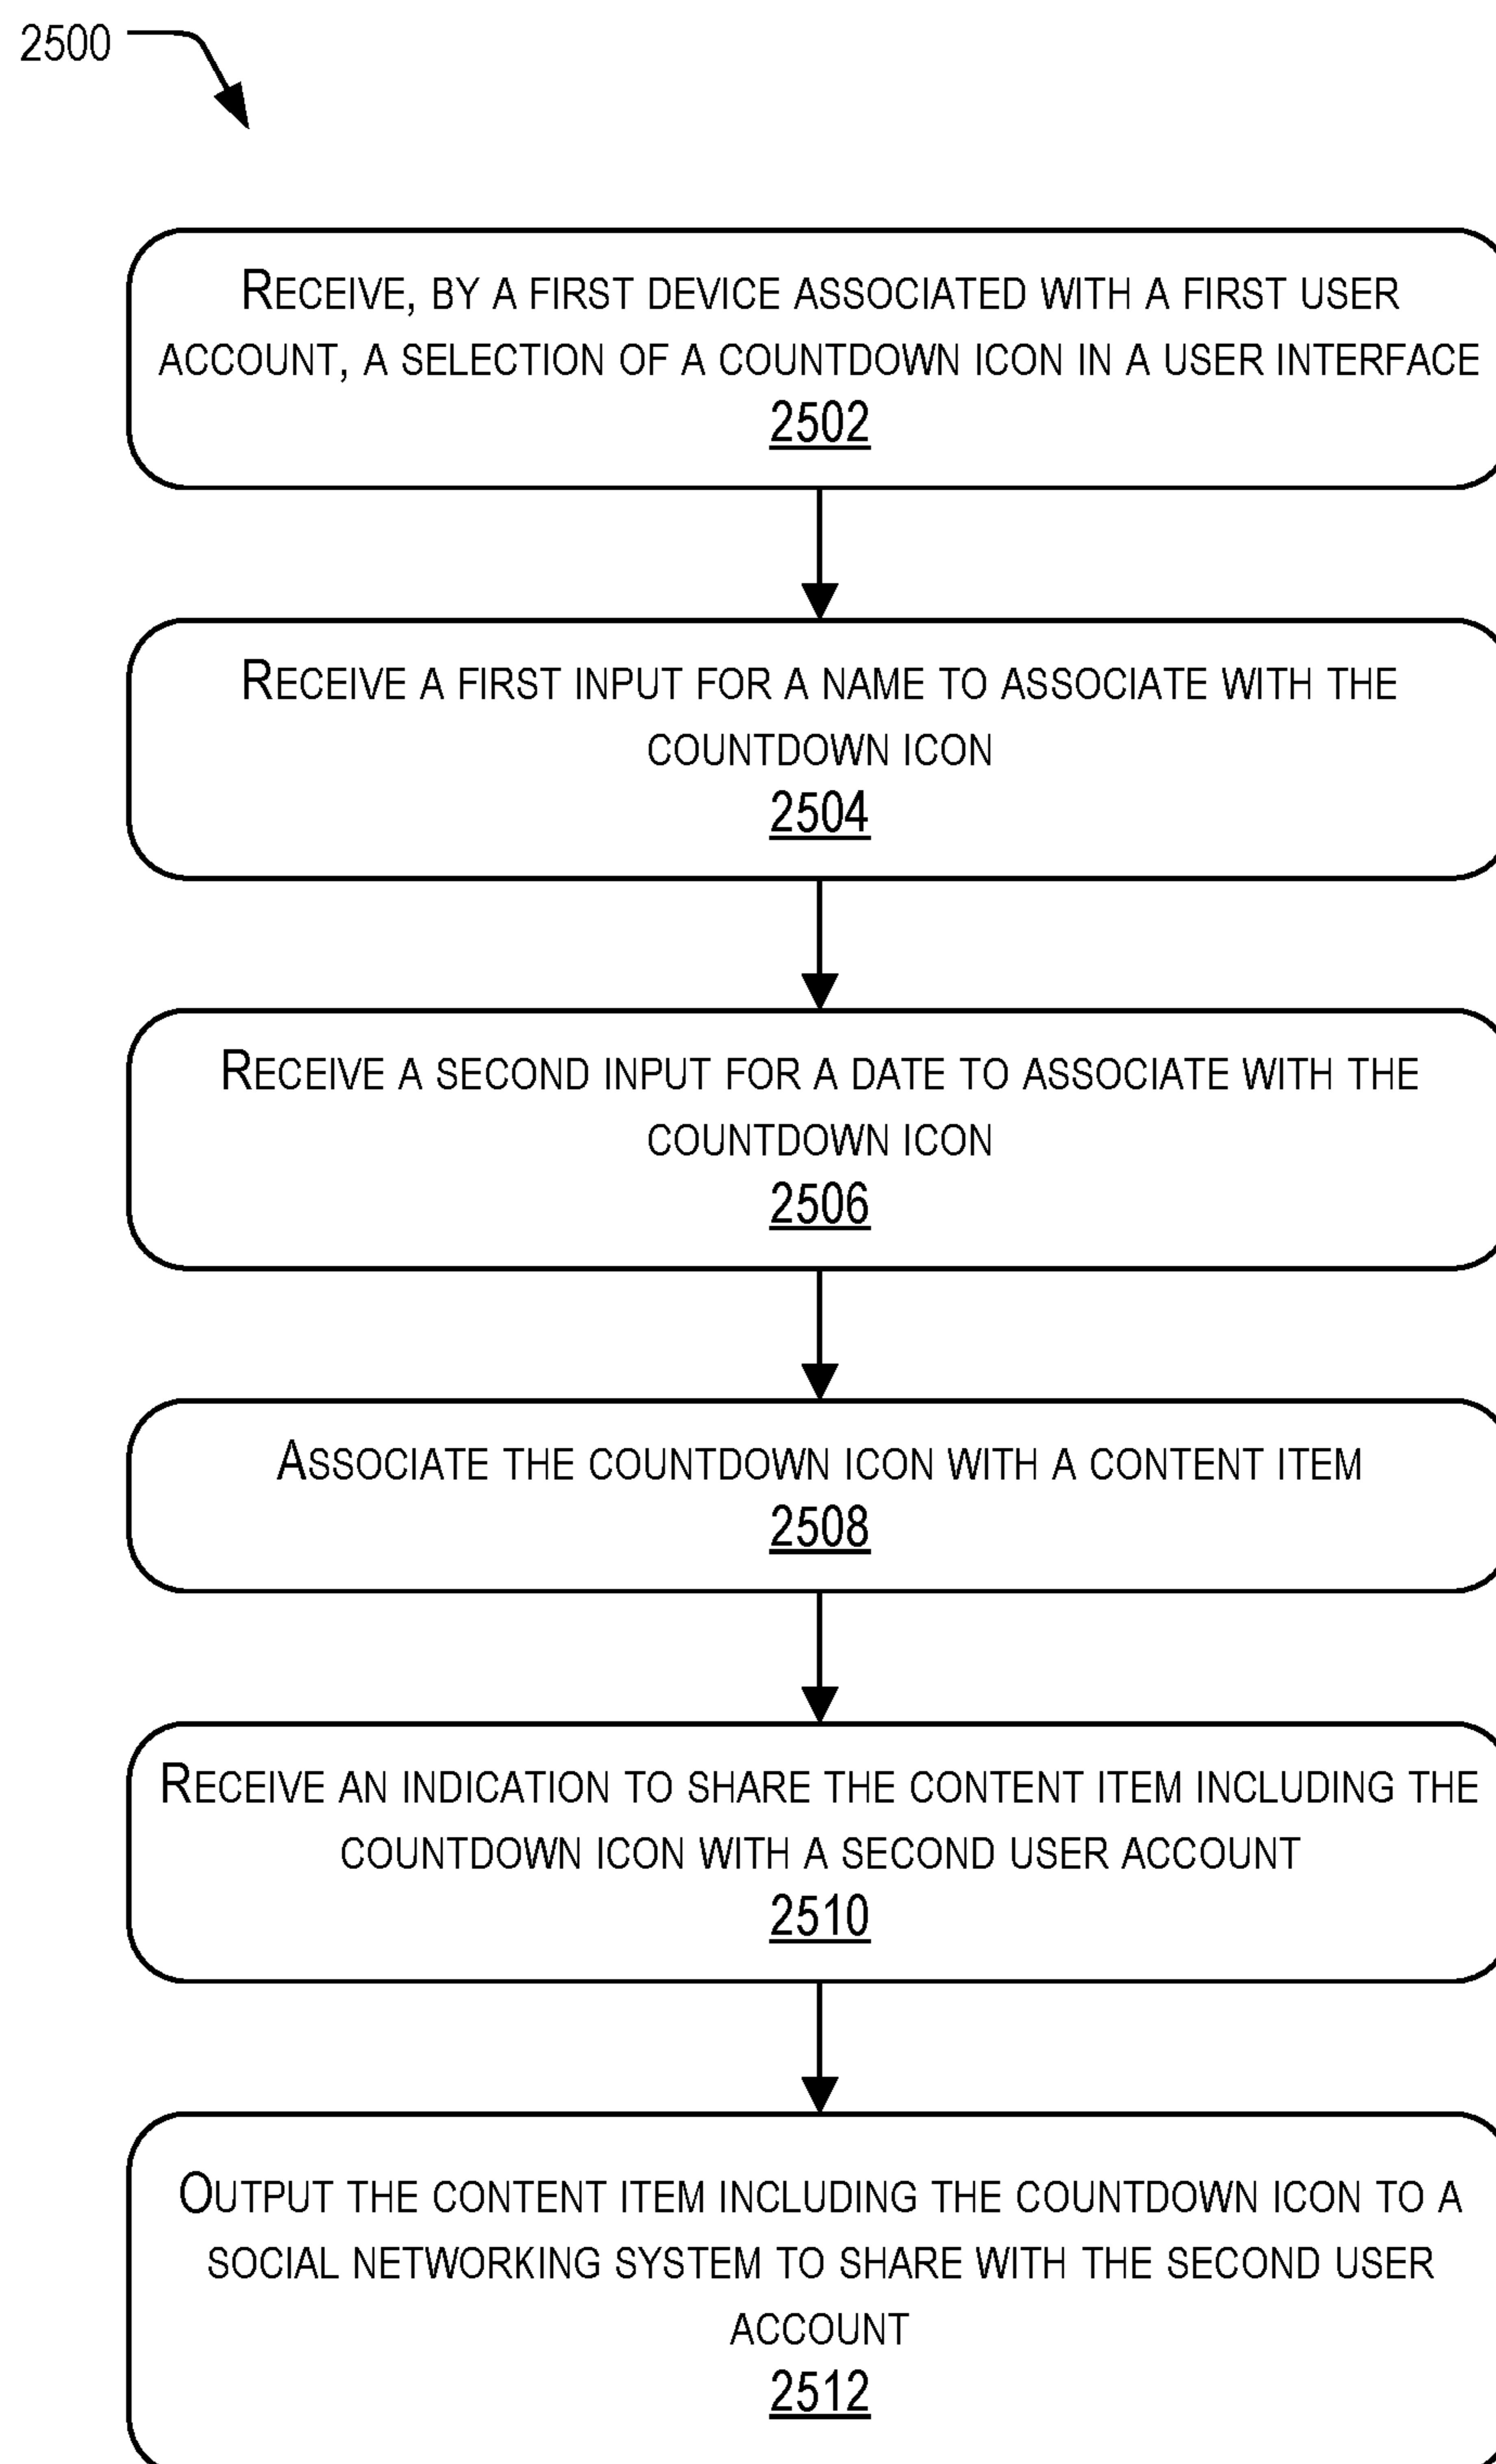 2500
RECEIVE, BY A FIRST DEVICE ASSOCIATED WITH A FIRST USER
ACCOUNT, A SELECTION OF A COUNTDOWN ICON IN A USER INTERFACE
2502
RECEIVE A FIRST INPUT FOR A NAME TO ASSOCIATE WITH THE
COUNTDOWN ICON
2504
RECEIVE A SECOND INPUT FOR A DATE TO ASSOCIATE WITH THE
COUNTDOWN ICON
2506
ASSOCIATE THE COUNTDOWN ICON WITH A CONTENT ITEM
2508
RECEIVE AN INDICATION TO SHARE THE CONTENT ITEM INCLUDING THE
COUNTDOWN ICON WITH A SECOND USER ACCOUNT
2510
OUTPUT THE CONTENT ITEM INCLUDING THE COUNTDOWN ICON TO A
SOCIAL NETWORKING SYSTEM TO SHARE WITH THE SECOND USER
ACCOUNT
2512